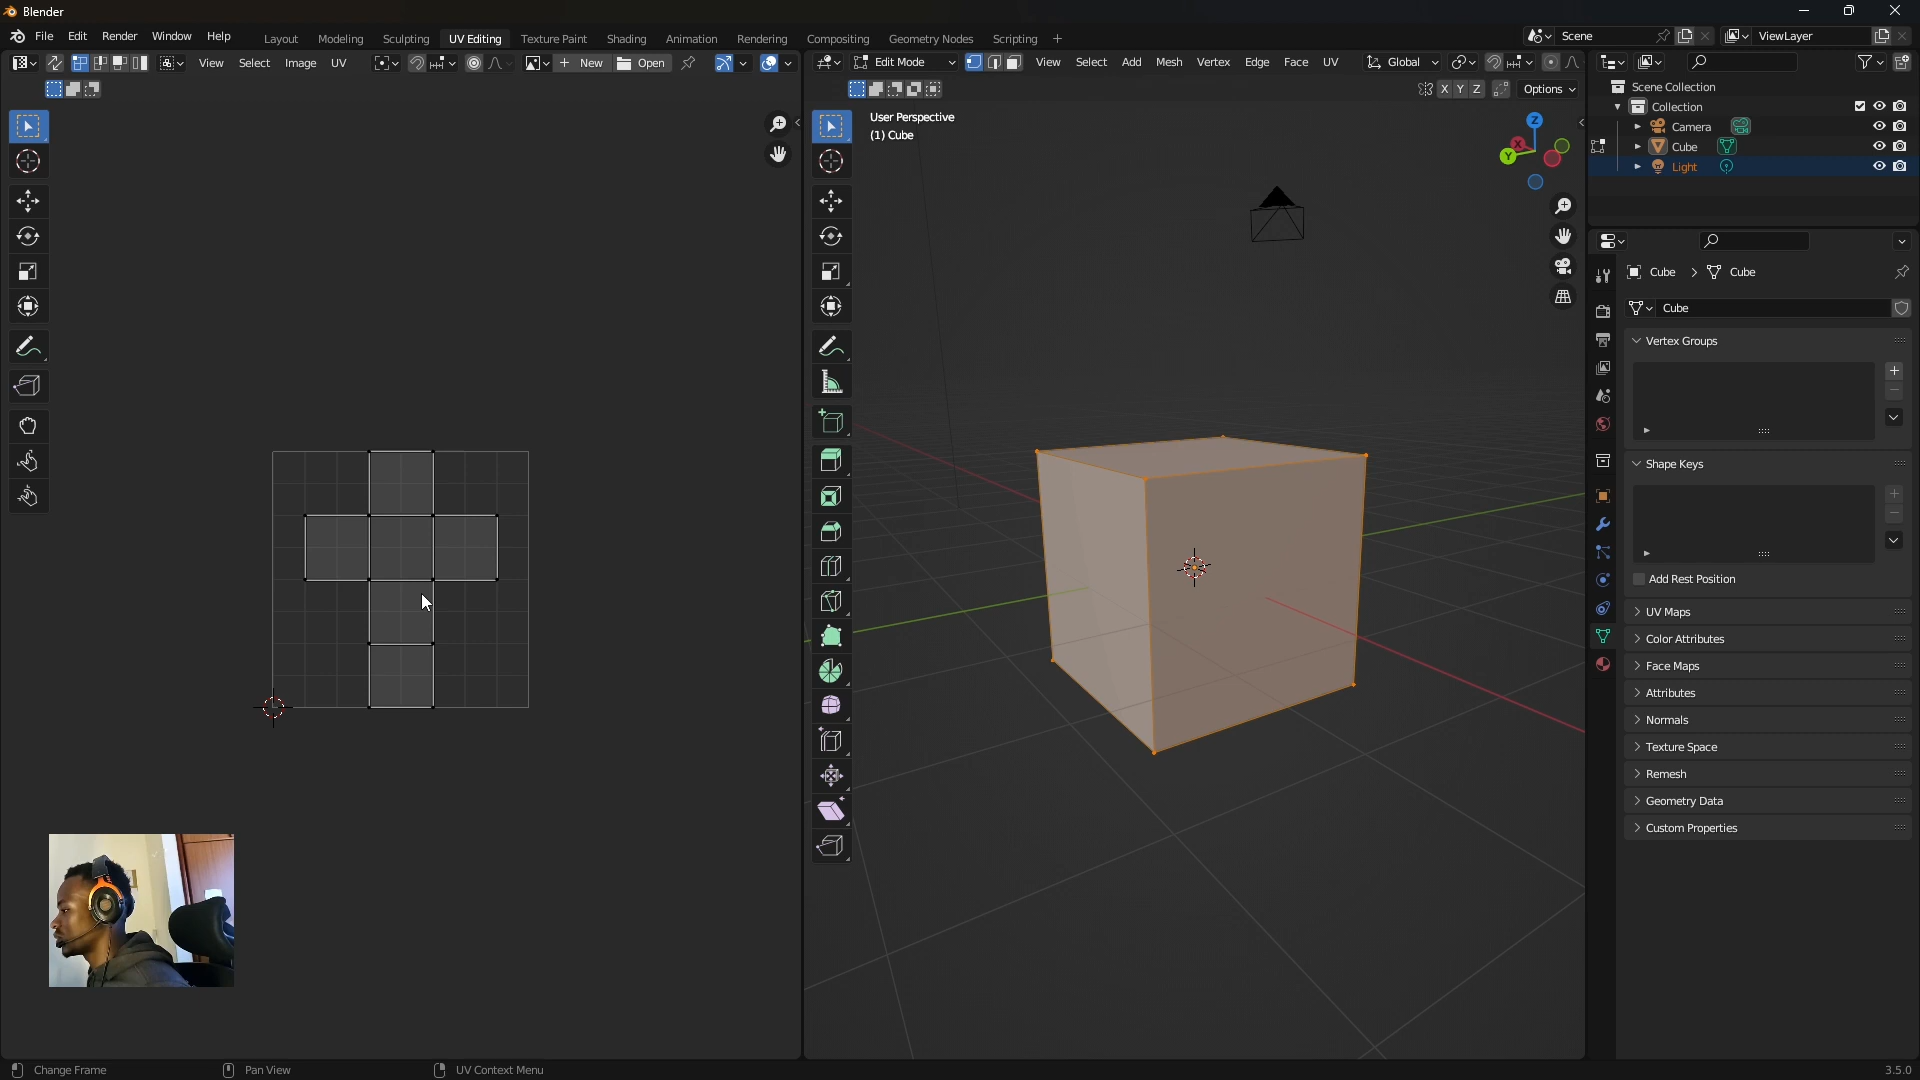 Blender
File Edit Render Window Help Layout Modeling Sculpting UV Editing Texture Paint Shading Animation Rendering Compositing Geometry Nodes Scripting + Scene ViewLayer
View Select Image UV New Open Edit Mode View Select Add Mesh Vertex Edge Face UV Global
X Y Z Options
User Perspective
(1) Cube
Z
X
Y
Scene Collection
Collection
Camera
Cube
Light
Cube > Cube
Cube
Vertex Groups
Shape Keys
Add Rest Position
UV Maps
Color Attributes
Face Maps
Attributes
Normals
Texture Space
Remesh
Geometry Data
Custom Properties
Change Frame Pan View UV Context Menu 3.5.0